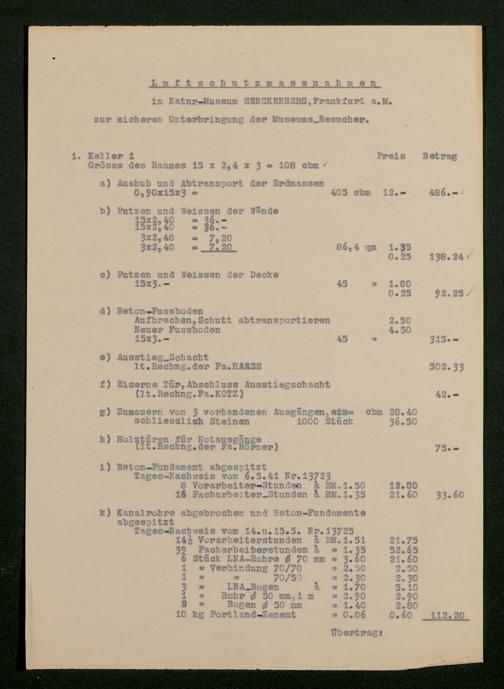 Luftschutzmassnahmen
im Natur-Museum SENCKENBERG, Frankfurt a.M.
zur sicheren Unterbringung der Museums-Besucher.
1. Keller 1 Preis Betrag
Grösse des Raumes 15 x 2,4 x 3 = 108 cbm ✓
a) Aushub und Abtransport der Erdmassen
0,90x15x3 = 405 cbm 12.- 486.- ✓
b) Putzen und Weissen der Wände
15x2,40 = 36.-
15x2,40 = 36.-
3x2,40 = 7,20
3x2,40 = 7.20 86,4 qm 1.35
0.25 138.24 ✓
c) Putzen und Weissen der Decke
15x3.- 45 " 1.80
0.25 92.25 ✓
d) Beton-Fussboden
Aufbrechen, Schutt abtransportieren 2.50
Neuer Fussboden 4.50
15x3.- 45 " 315.-
e) Ausstieg_Schacht
lt.Rechng.der Fa.HARSS 502.33
f) Eiserne Tür, Abschluss Ausstiegschacht
(lt.Rechng.Fa.KOTZ) 42.-
g) Zumauern von 3 vorhandenen Ausgängen, ein= cbm 28.40
schliesslich Steinen 1000 Stück 36.50
h) Holztüren für Notausgänge
(lt.Rechng.der Fa.Börner) 75.-
i) Beton-Fundament abgespitzt
Tages-Nachweis vom 6.5.41 Nr.13723
8 Vorarbeiter-Stunden à RM.1.50 12.00
16 Facharbeiter_Stunden à RM.1.35 21.60 33.60
k) Kanalrohre abgebrochen und Beton-Fundamente
abgespitzt
Tages-Nachweis vom 14.u.15.5. Nr.13725
14½ Vorarbeiterstunden à RM.1.51 21.75
39 Facharbeiterstunden à " 1.35 52.65
6 Stück LNA-Rohre ø 70 mm " 3.60 21.60
1 " Verbindung 70/70 " 2.50 2.50
1 " " 70/50 " 2.30 2.30
3 " LNA_Bogen à " 1.70 5.10
1 " Rohr ø 50 mm, 1 m " 2.90 2.90
2 " Bogen ø 50 mm " 1.40 2.80
10 kg Portland-Zement " 0.06 0.60 112.20
Übertrag: